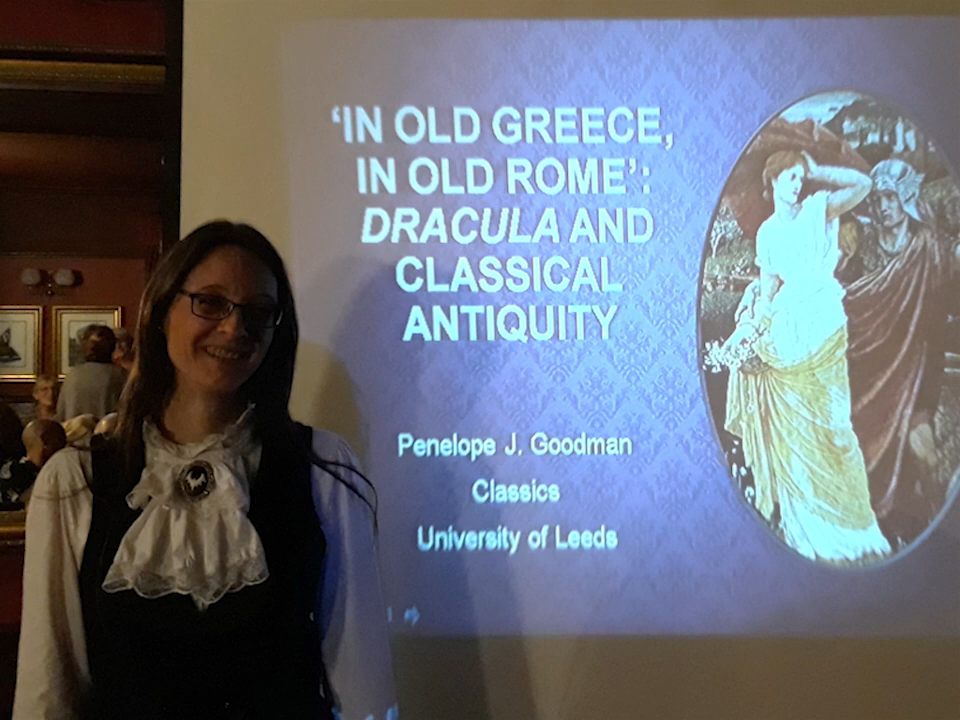 ‘IN OLD GREECE,
IN OLD ROME’:
DRACULA AND
CLASSICAL
ANTIQUITY
Penelope J. Goodman
Classics
University of Leeds